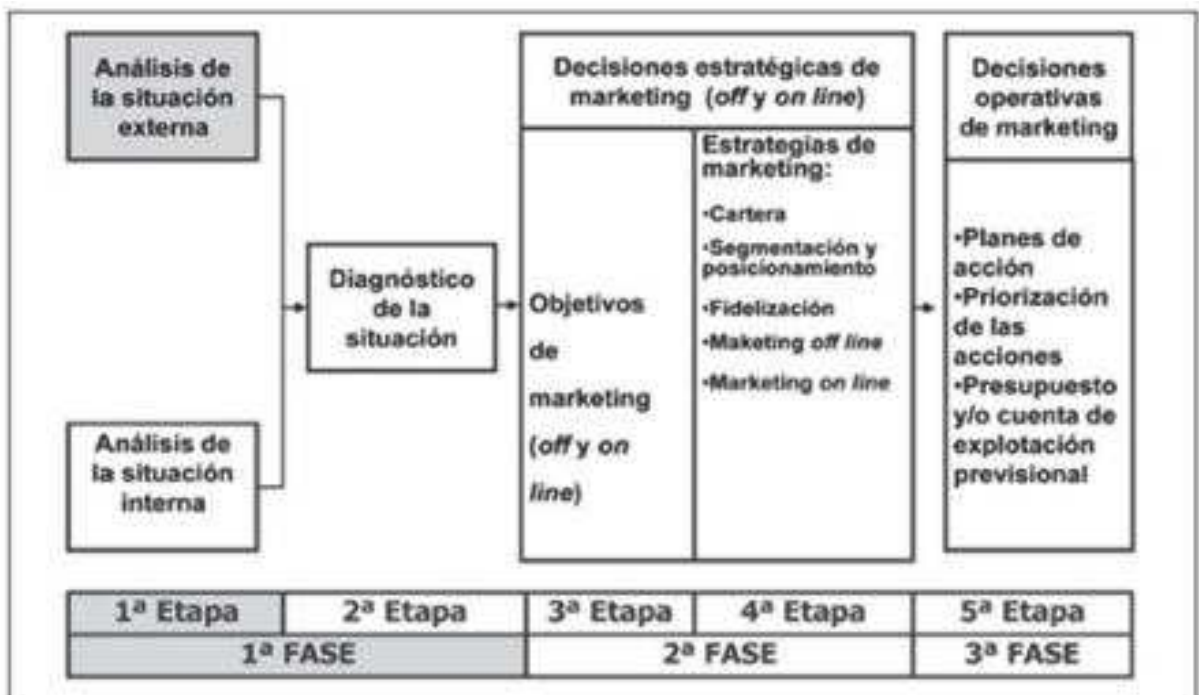 Análisis de
la situación
externa
Análisis de
la situación
interna
Diagnóstico
de la
situación
Decisiones estratégicas de
marketing (off y on line)
Objetivos
de
marketing
(off y on
line)
Estrategias de
marketing:
•Cartera
•Segmentación y
posicionamiento
•Fidelización
•Maketing off line
•Marketing on line
Decisiones
operativas
de marketing
•Planes de
acción
•Priorización
de las
acciones
•Presupuesto
y/o cuenta de
explotación
previsional
1ª Etapa 2ª Etapa 3ª Etapa 4ª Etapa 5ª Etapa
1ª FASE 2ª FASE 3ª FASE